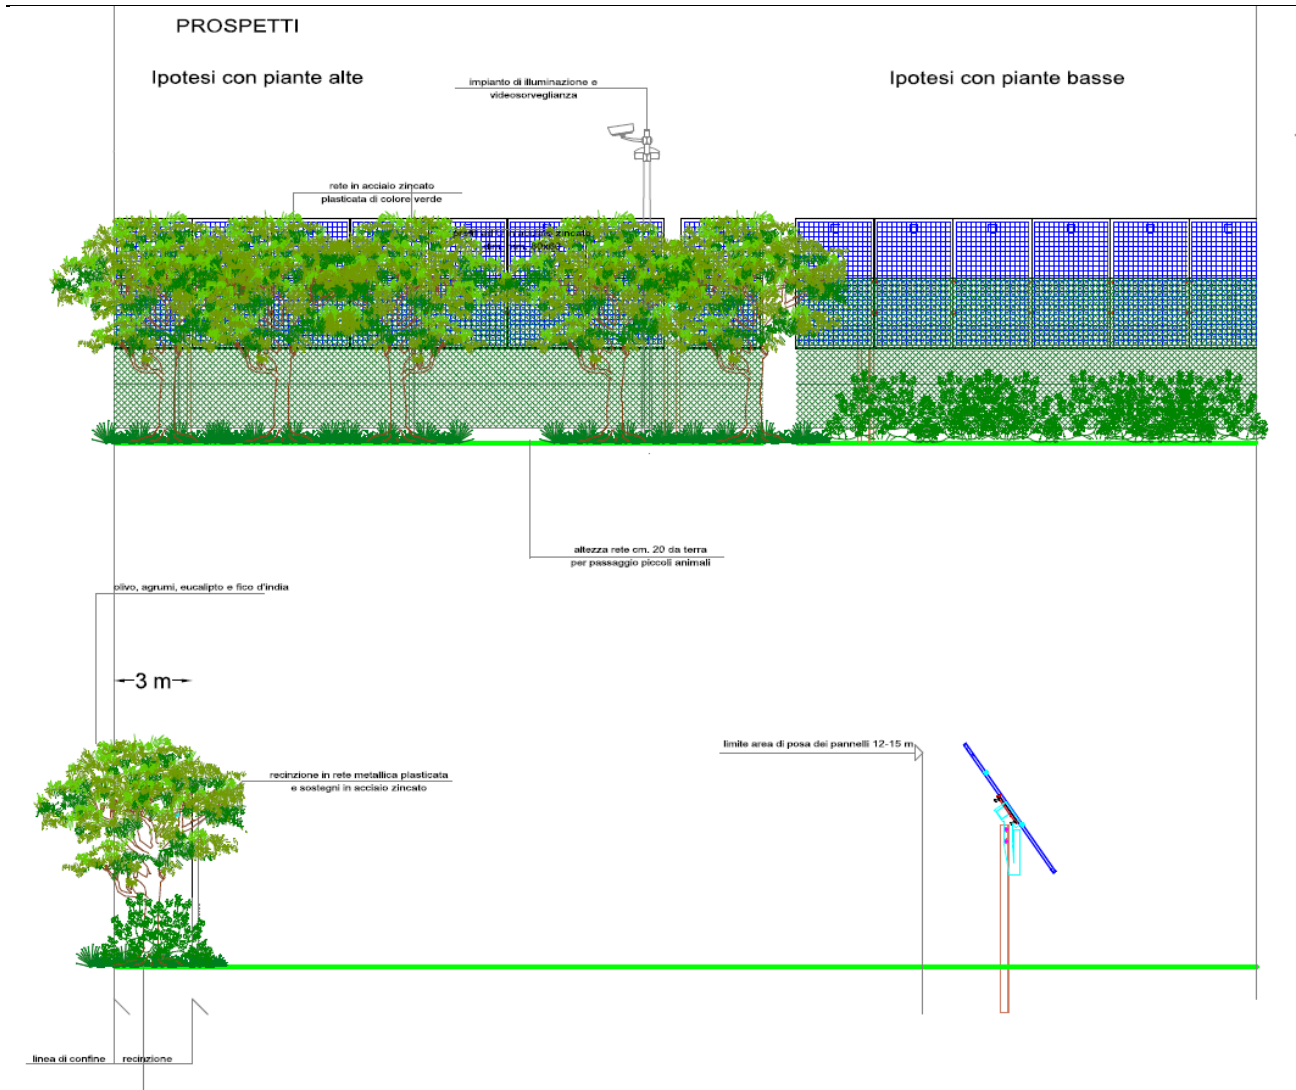 PROSPETTI
Ipotesi con piante alte
Ipotesi con piante basse
impianto di illuminazione e
videosorveglianza
rete in acciaio zincato
plasticata di colore verde
acciaio zincato
altezza rete cm. 20 da terra
per passaggio piccoli animali
olivo, agrumi, eucalipto e fico d'india
3 m
limite area di posa dei pannelli 12-15 m
recinzione in rete metallica plasticata
e sostegni in acciaio zincato
linea di confine
recinzione